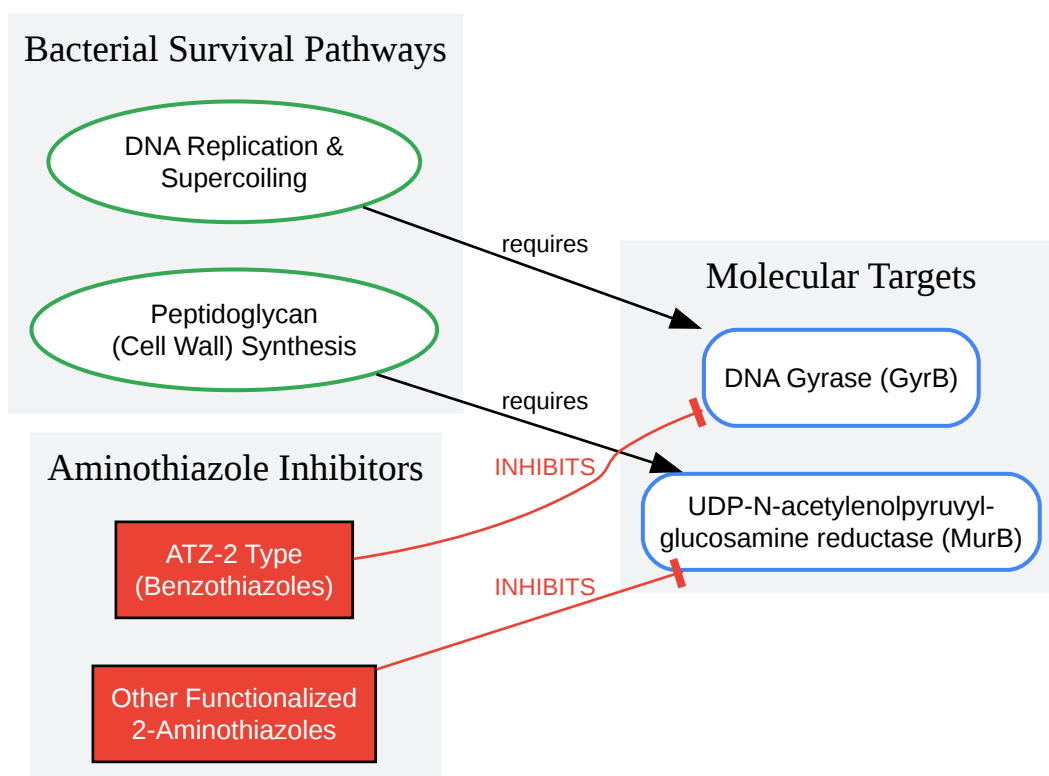 Bacterial Survival Pathways
DNA Replication &
Supercoiling
Peptidoglycan
(Cell Wall) Synthesis
requires
requires
Molecular Targets
DNA Gyrase (GyrB)
UDP-N-acetylenolpyruvyl-
glucosamine reductase (MurB)
Aminothiazole Inhibitors
ATZ-2 Type
(Benzothiazoles)
Other Functionalized
2-Aminothiazoles
INHIBITS
INHIBITS